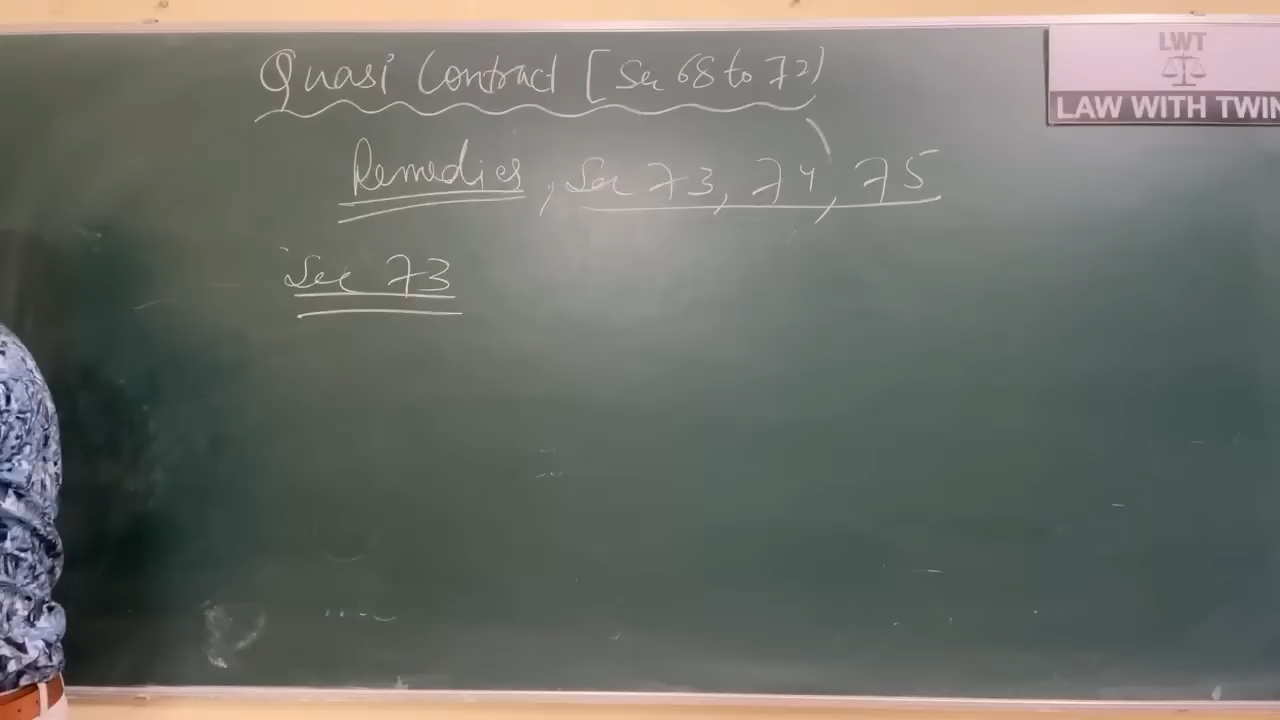 Quasi Contract [Sec 68 to 72)
Remedies, Sec 73, 74, 75
Sec 73
LWT
LAW WITH TWIN